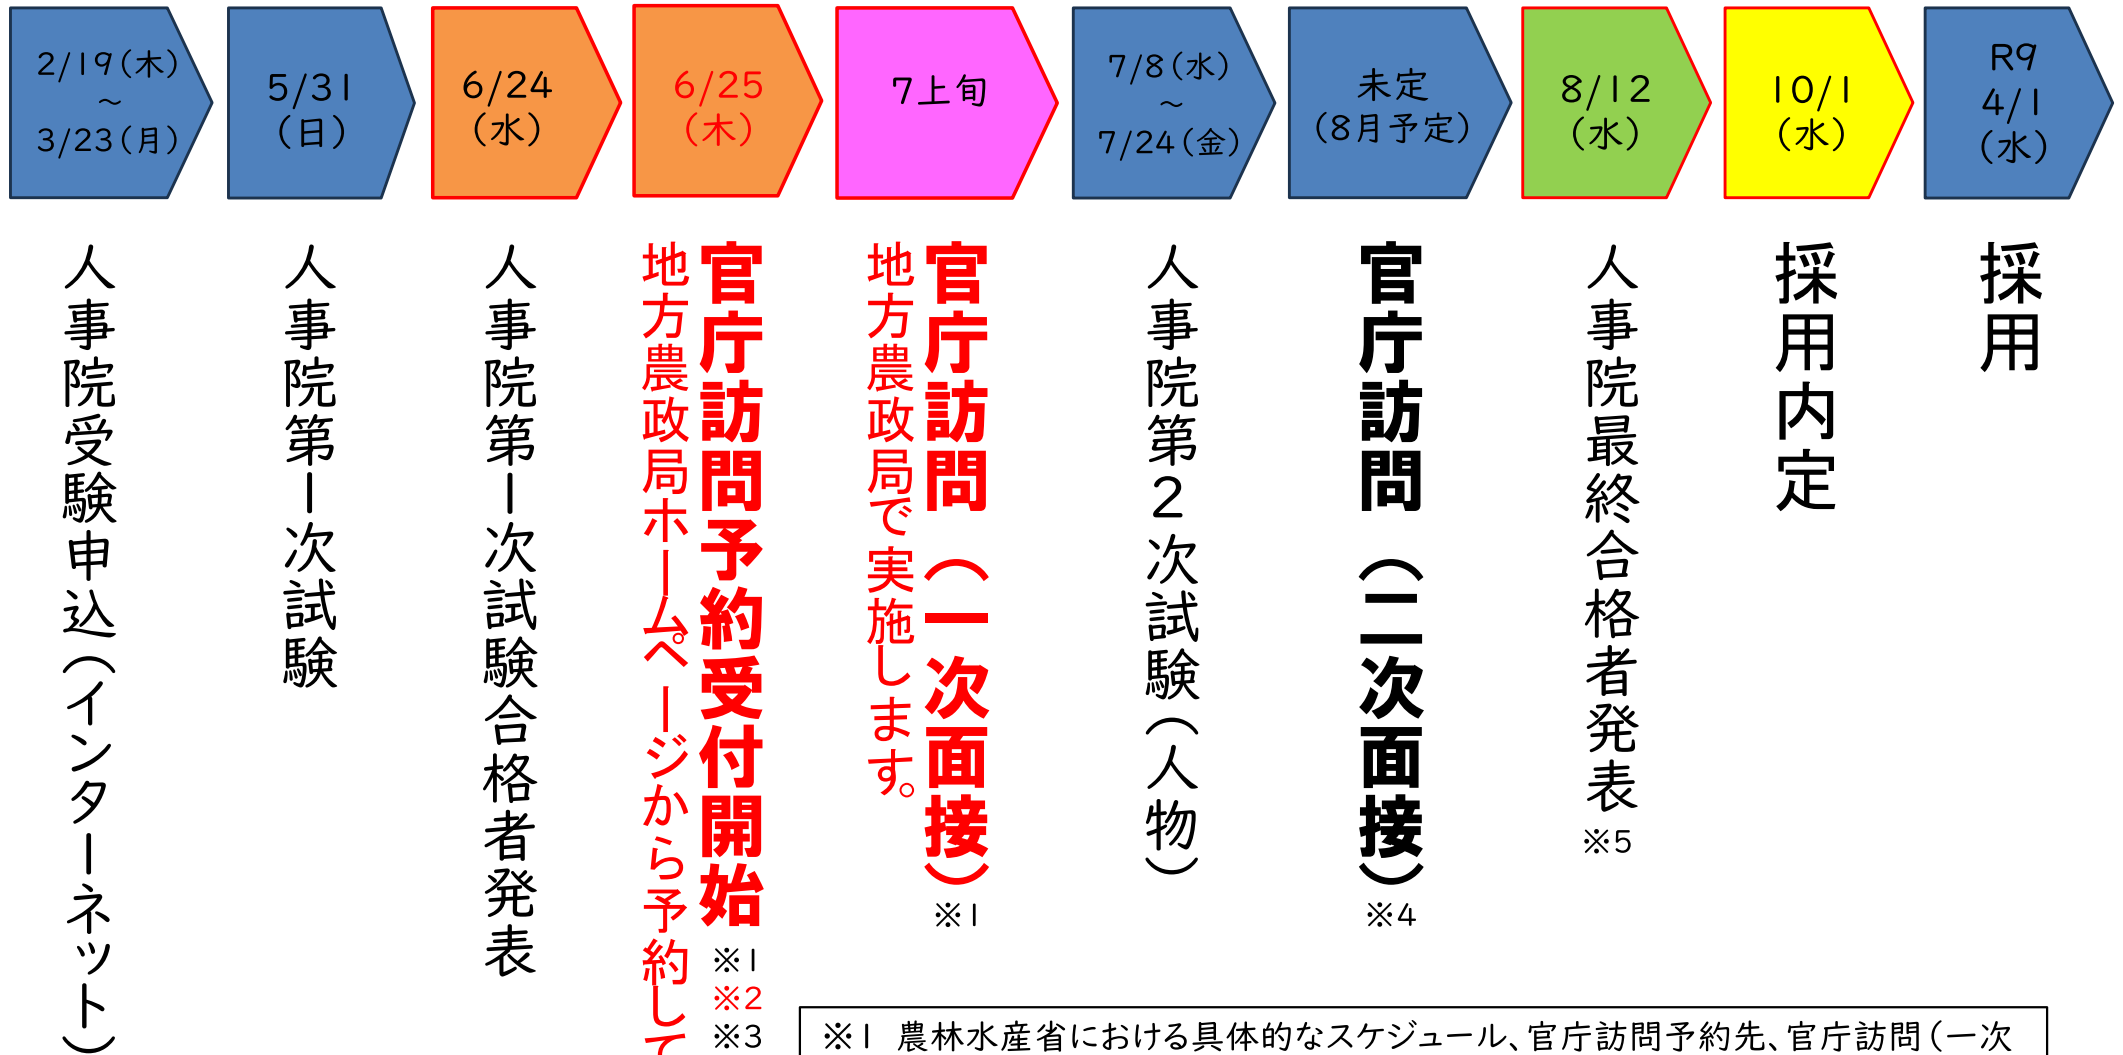 2/19(木)
~
3/23(月)
5/31
(日)
6/24
(水)
6/25
(木)
7上旬
7/8(水)
~
7/24(金)
未定
(8月予定)
8/12
(水)
10/1
(水)
R9
4/1
(水)
人事院受験申込(インターネット)
人事院第1次試験
人事院第1次試験合格者発表
官庁訪問予約受付開始
※1
※2
※3
地方農政局ホームページから予約して
官庁訪問(一次面接)
※1
地方農政局で実施します。
人事院第2次試験(人物)
官庁訪問(二次面接)
※4
人事院最終合格者発表
※5
採用内定
採用
※1 農林水産省における具体的なスケジュール、官庁訪問予約先、官庁訪問(一次